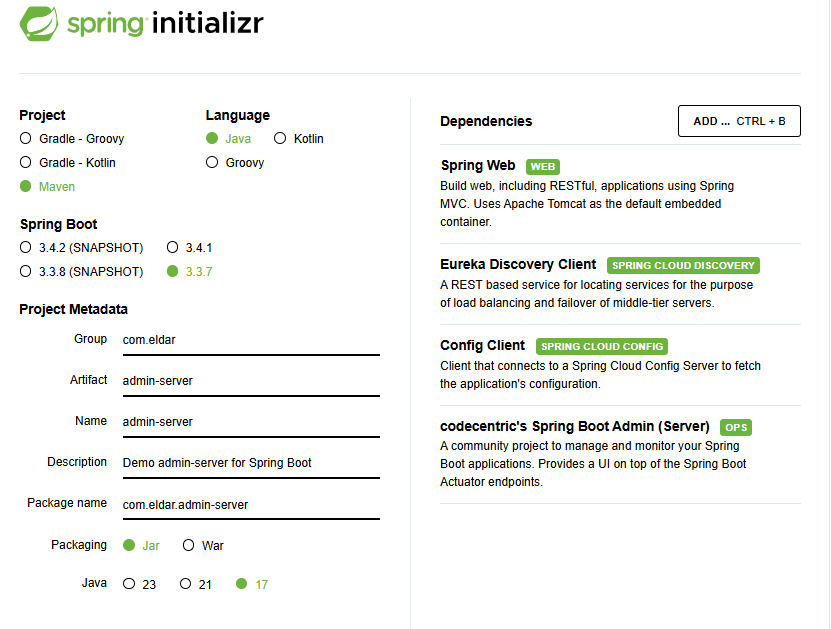 spring initializr
Project
Language
Gradle - Groovy
Java
Kotlin
Gradle - Kotlin
Groovy
Maven
Spring Boot
3.4.2 (SNAPSHOT)
3.4.1
3.3.8 (SNAPSHOT)
3.3.7
Project Metadata
Group
com.eldar
Artifact
admin-server
Name
admin-server
Description
Demo admin-server for Spring Boot
Package name
com.eldar.admin-server
Packaging
Jar
War
Java
23
21
17
Dependencies
ADD ... CTRL + B
Spring Web WEB
Build web, including RESTful, applications using Spring
MVC. Uses Apache Tomcat as the default embedded
container.
Eureka Discovery Client SPRING CLOUD DISCOVERY
A REST based service for locating services for the purpose
of load balancing and failover of middle-tier servers.
Config Client SPRING CLOUD CONFIG
Client that connects to a Spring Cloud Config Server to fetch
the application's configuration.
codecentric's Spring Boot Admin (Server) OPS
A community project to manage and monitor your Spring
Boot applications. Provides a UI on top of the Spring Boot
Actuator endpoints.